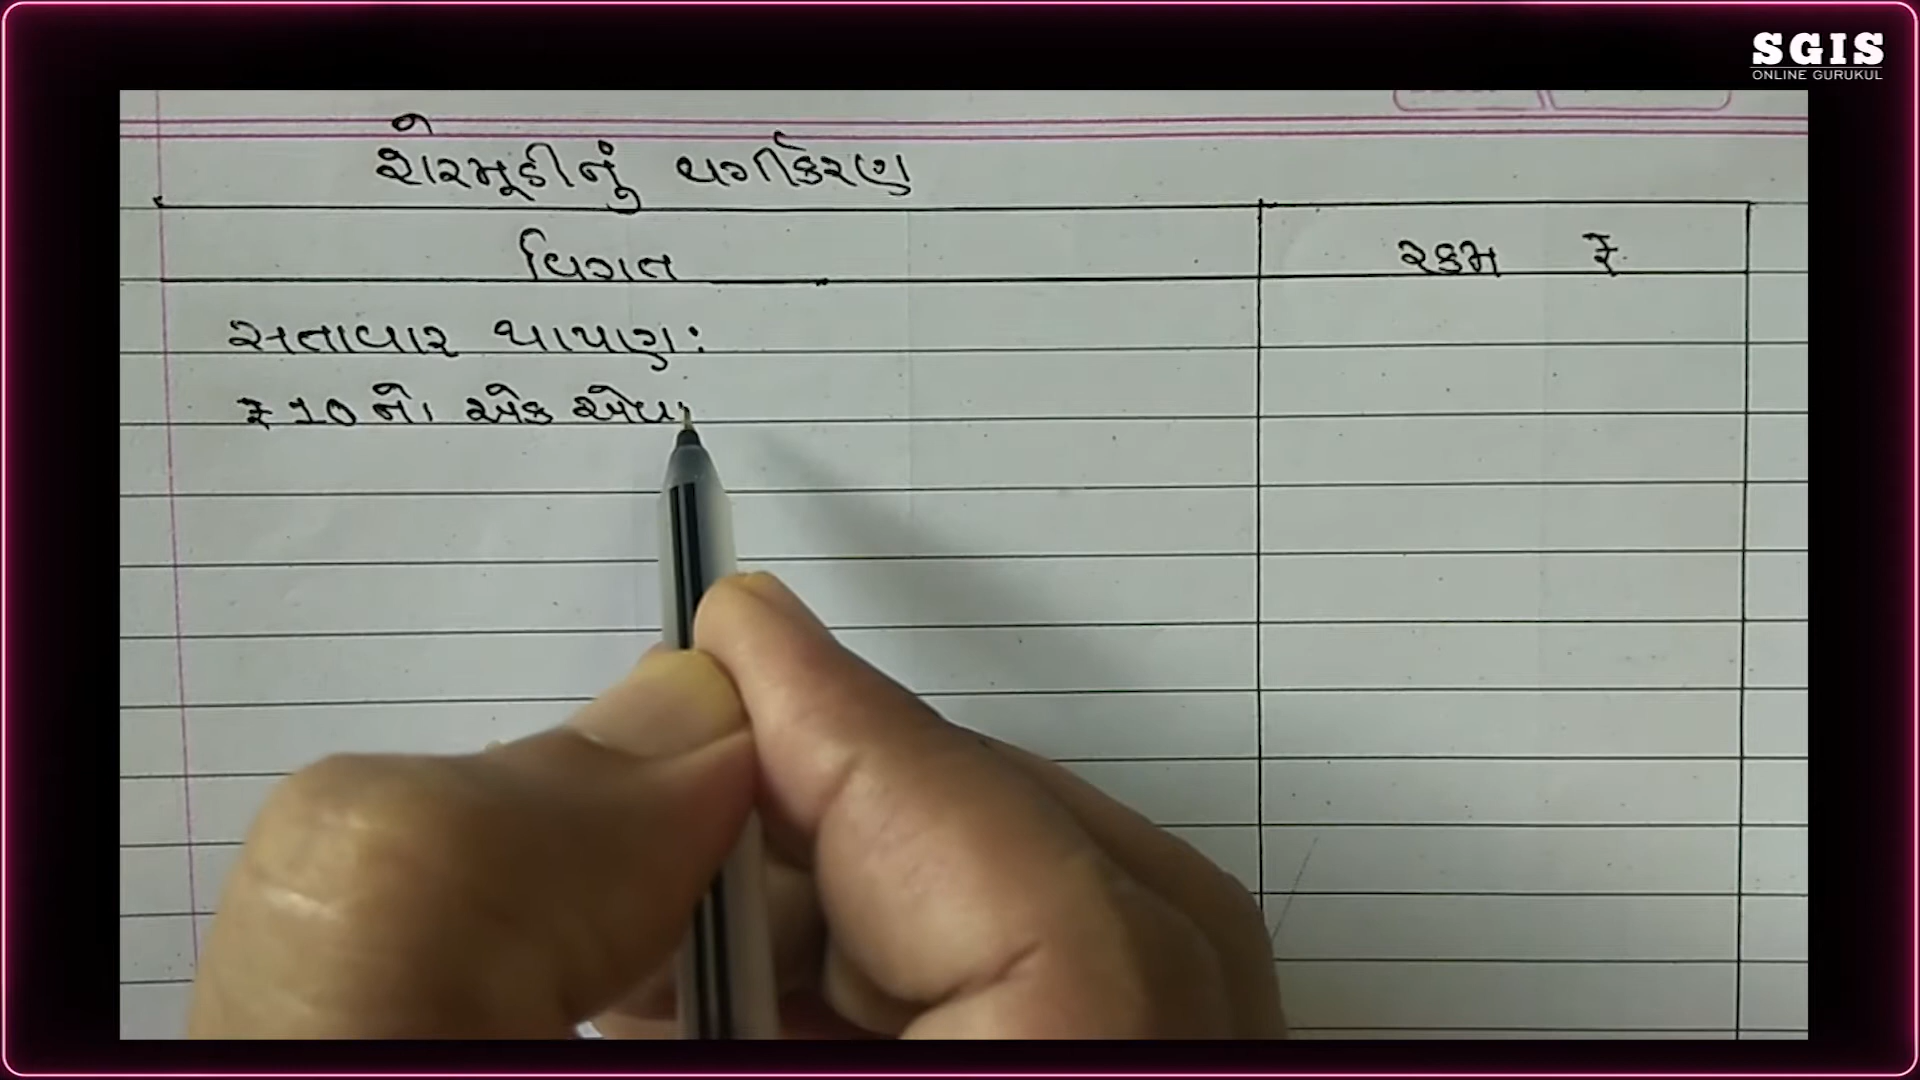 SGIS
ONLINE GURUKUL
શેરમૂડીનું વર્ગીકરણ
વિગત રકમ ₹
સતાવાર થાપણ:
₹ 10 નો એક એવા